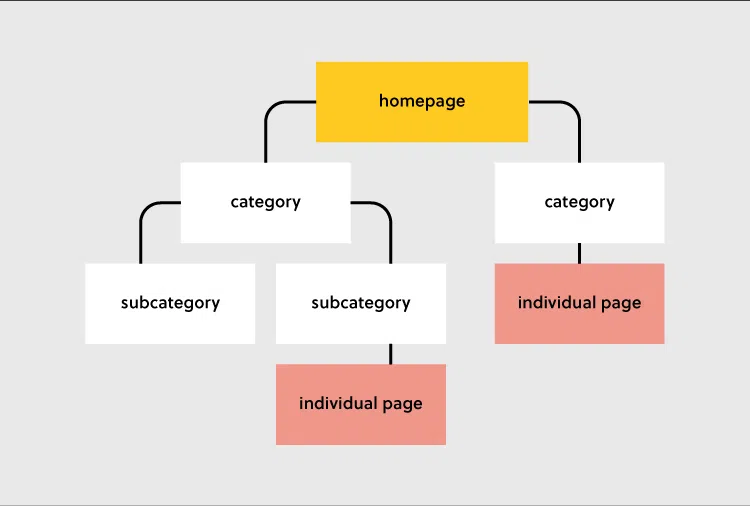 homepage
category
category
subcategory
subcategory
individual page
individual page